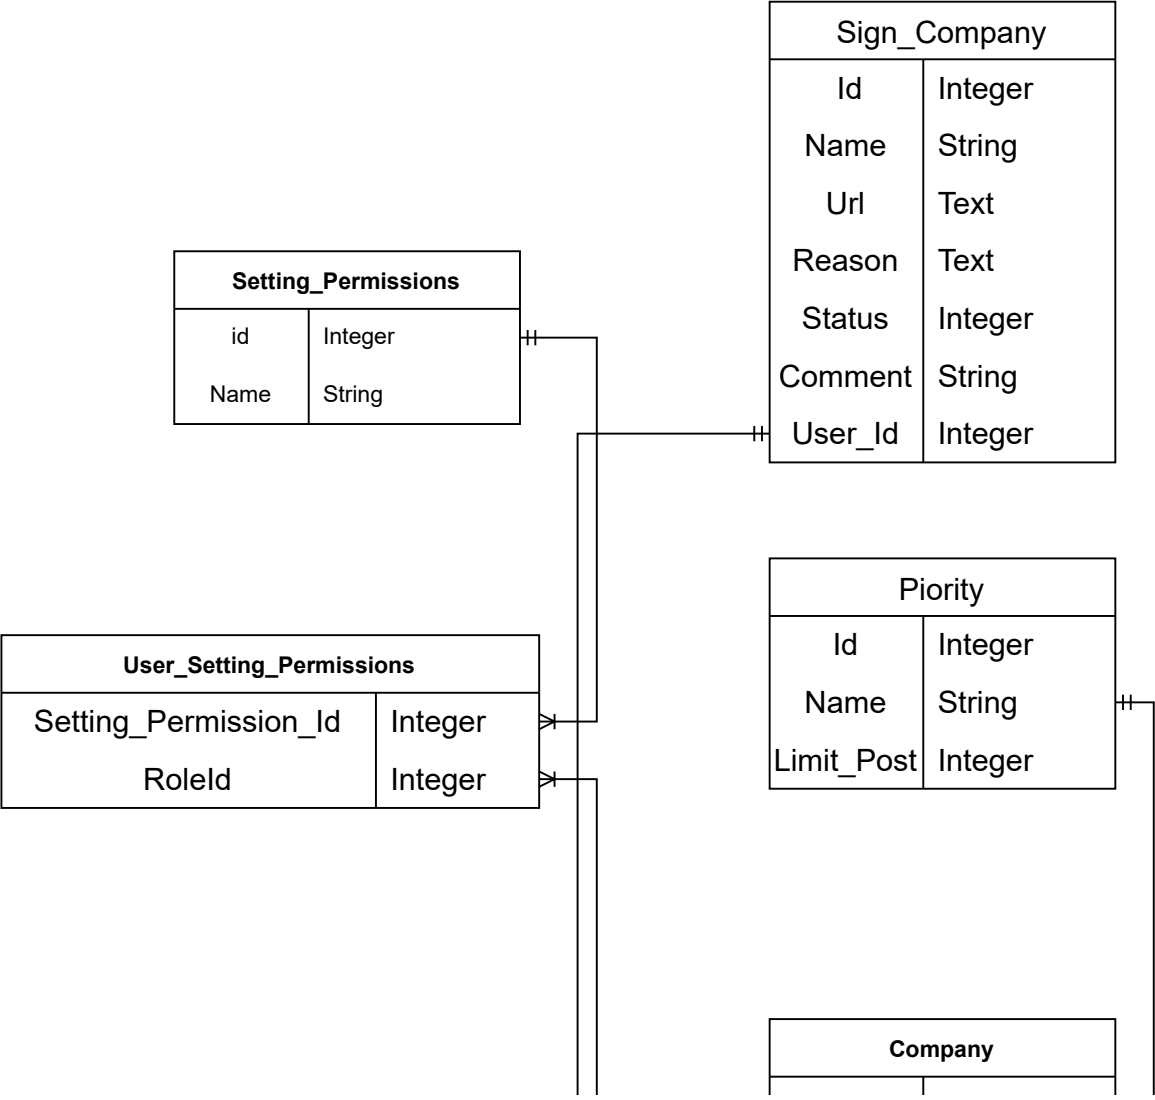 Sign_Company
Id Integer
Name String
Url Text
Reason Text
Status Integer
Comment String
User_Id Integer
Setting_Permissions
id Integer
Name String
Piority
Id Integer
Name String
Limit_Post Integer
User_Setting_Permissions
Setting_Permission_Id Integer
RoleId Integer
Company